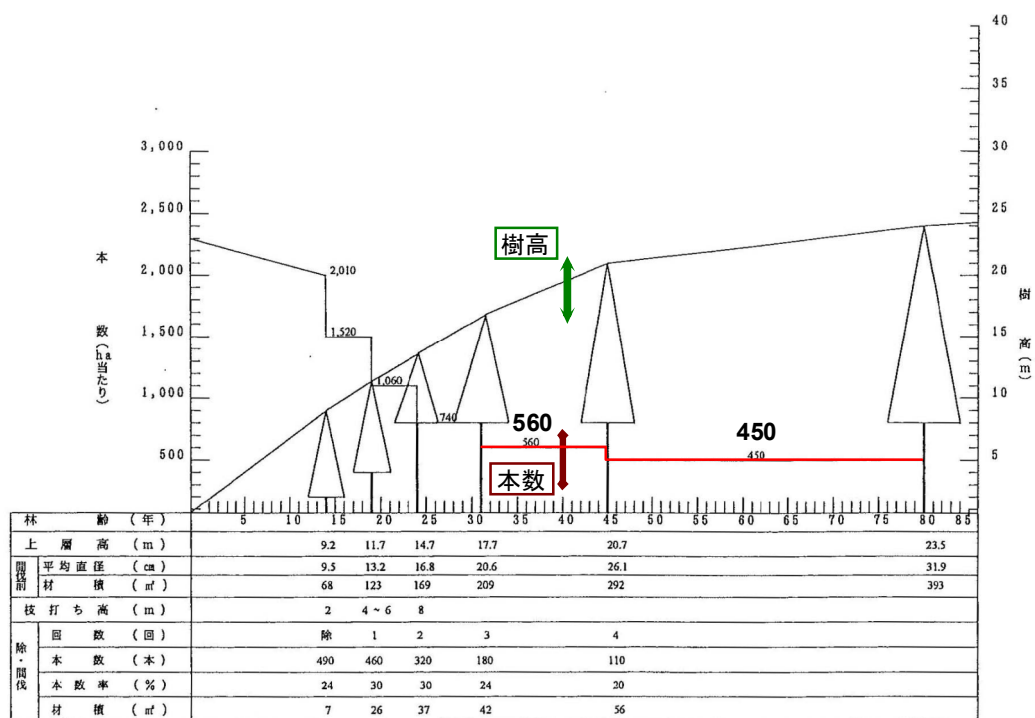 40
35
3,000 30
2,500 25
樹高
本 2,010 2,000 20 樹
数(ha当たり) 1,520 1,500 15 高(m)
1,060 1,000 10
740 560 450
560 450
500 5
本数
林齢(年) 5 10 15 20 25 30 35 40 45 50 55 60 65 70 75 80 85
上層高(m) 9.2 11.7 14.7 17.7 20.7 23.5
間伐前 平均直径(cm) 9.5 13.2 16.8 20.6 26.1 31.9
材積(㎥) 68 123 169 209 292 393
枝打ち高(m) 2 4~6 8
除・間伐 回数(回) 除 1 2 3 4
本数(本) 490 460 320 180 110
本数率(%) 24 30 30 24 20
材積(㎥) 7 26 37 42 56